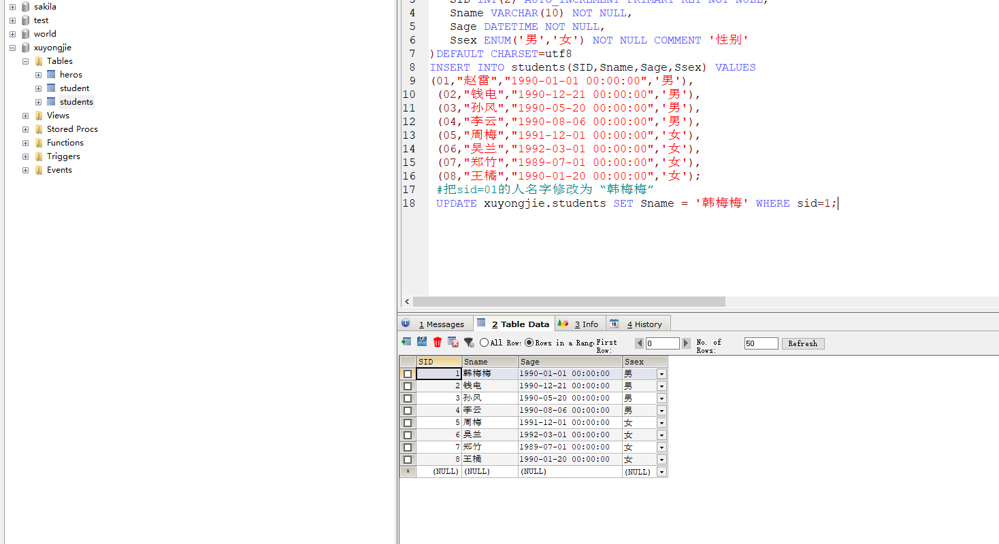 sakila
test
world
xuyongjie
Tables
heros
student
students
Views
Stored Procs
Functions
Triggers
Events
3 SID INT(2) AUTO_INCREMENT PRIMARY KEY NOT NULL,
4 Sname VARCHAR(10) NOT NULL,
5 Sage DATETIME NOT NULL,
6 Ssex ENUM('男','女') NOT NULL COMMENT '性别'
7 )DEFAULT CHARSET=utf8
8 INSERT INTO students(SID,Sname,Sage,Ssex) VALUES
9 (01,"赵雷","1990-01-01 00:00:00",'男'),
10 (02,"钱电","1990-12-21 00:00:00",'男'),
11 (03,"孙风","1990-05-20 00:00:00",'男'),
12 (04,"李云","1990-08-06 00:00:00",'男'),
13 (05,"周梅","1991-12-01 00:00:00",'女'),
14 (06,"吴兰","1992-03-01 00:00:00",'女'),
15 (07,"郑竹","1989-07-01 00:00:00",'女'),
16 (08,"王橘","1990-01-20 00:00:00",'女');
17 #把sid=01的人名字修改为 “韩梅梅”
18 UPDATE xuyongjie.students SET Sname = '韩梅梅' WHERE sid=1;
1 Messages 2 Table Data 3 Info 4 History
All Row: Rows in a Rang First Row: 0 No. of Rows: 50 Refresh
SID Sname Sage Ssex
1 韩梅梅 1990-01-01 00:00:00 男
2 钱电 1990-12-21 00:00:00 男
3 孙风 1990-05-20 00:00:00 男
4 李云 1990-08-06 00:00:00 男
5 周梅 1991-12-01 00:00:00 女
6 吴兰 1992-03-01 00:00:00 女
7 郑竹 1989-07-01 00:00:00 女
8 王橘 1990-01-20 00:00:00 女
* (NULL) (NULL) (NULL) (NULL)